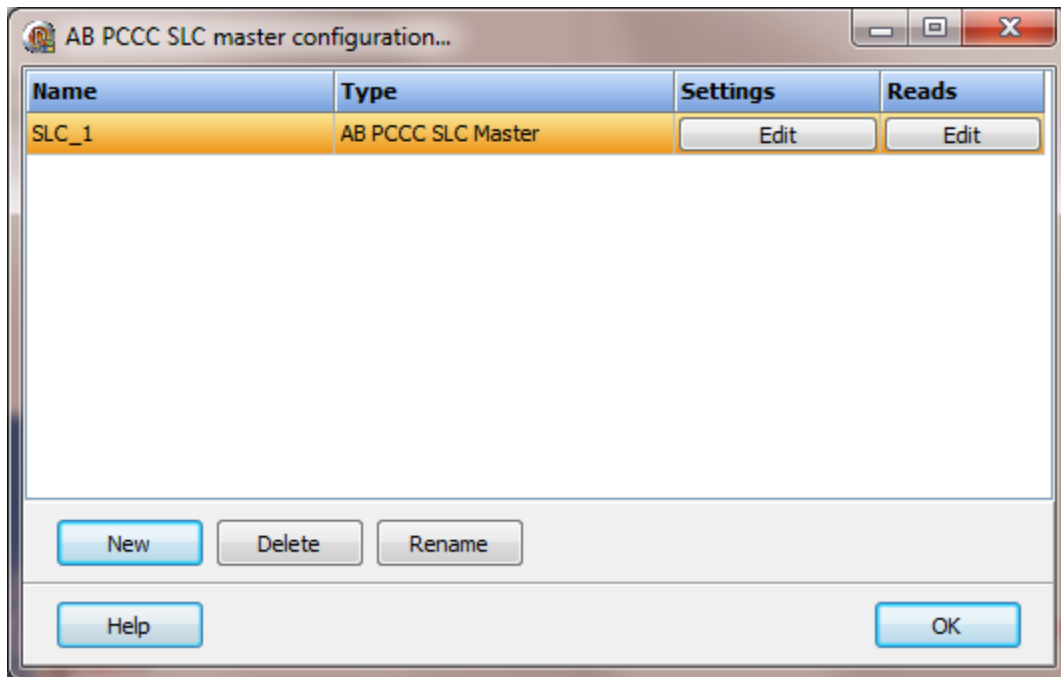 AB PCCC SLC master configuration...
Name Type Settings Reads
SLC_1 AB PCCC SLC Master Edit Edit
New Delete Rename
Help OK